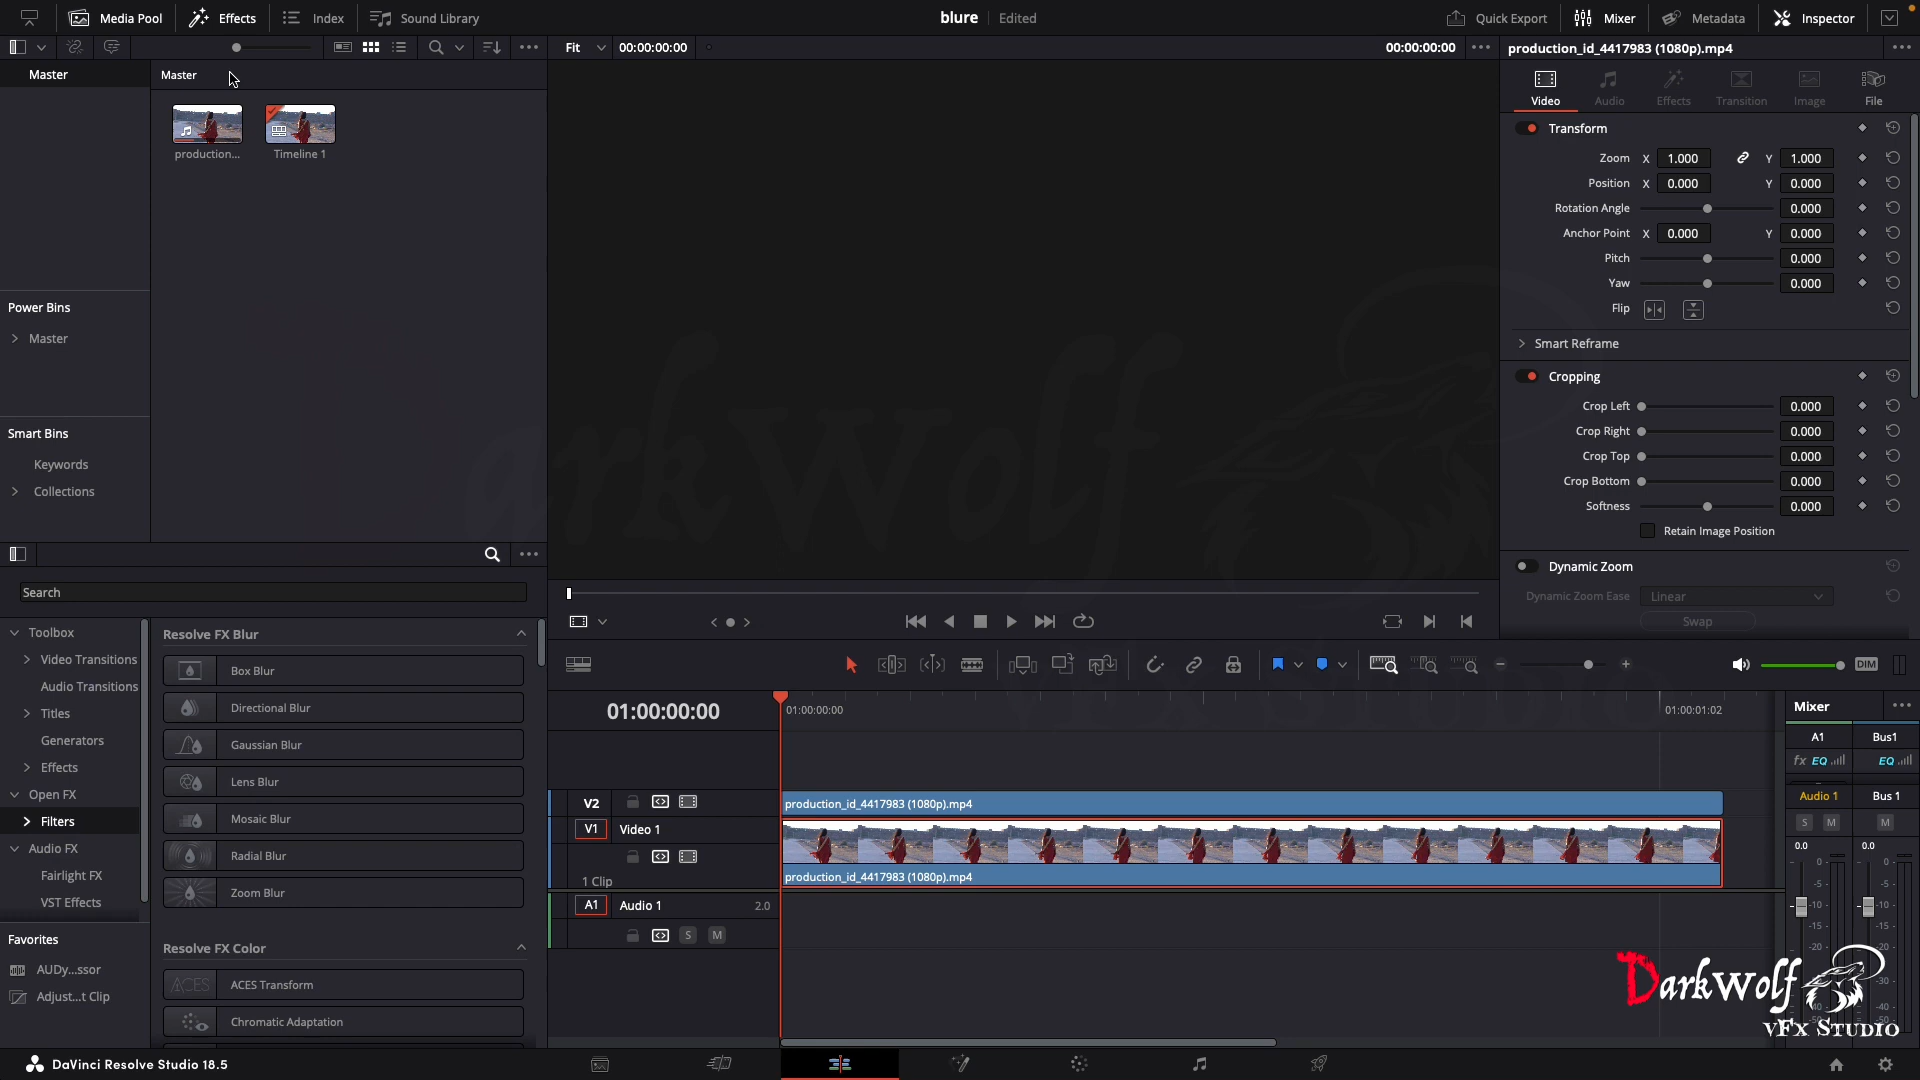 Media Pool
Effects
Index
Sound Library
blure
Edited
Quick Export
Mixer
Metadata
Inspector
Fit
00:00:00:00
00:00:00:00
production_id_4417983 (1080p).mp4
Master
Master
production...
Timeline 1
Power Bins
Master
Smart Bins
Keywords
Collections
Video
Audio
Effects
Transition
Image
File
Transform
Zoom X 1.000 Y 1.000
Position X 0.000 Y 0.000
Rotation Angle 0.000
Anchor Point X 0.000 Y 0.000
Pitch 0.000
Yaw 0.000
Flip
Smart Reframe
Cropping
Crop Left 0.000
Crop Right 0.000
Crop Top 0.000
Crop Bottom 0.000
Softness 0.000
Retain Image Position
Dynamic Zoom
Dynamic Zoom Ease Linear
Swap
arkWolf
VFX STUDIO
Search
Toolbox
Video Transitions
Audio Transitions
Titles
Generators
Effects
Open FX
Filters
Audio FX
Fairlight FX
VST Effects
Favorites
AUDy...ssor
Adjust...t Clip
Resolve FX Blur
Box Blur
Directional Blur
Gaussian Blur
Lens Blur
Mosaic Blur
Radial Blur
Zoom Blur
Resolve FX Color
ACES
ACES Transform
Chromatic Adaptation
DIM
01:00:00:00
01:00:00:00
01:00:01:02
V2
production_id_4417983 (1080p).mp4
V1 Video 1
1 Clip
production_id_4417983 (1080p).mp4
A1 Audio 1 2.0
S M
Mixer
A1 Bus1
fx EQ EQ
Audio 1 Bus 1
S M M
0.0 0.0
0 0
-5 -5
-10 -10
-15 -15
-20 -20
-30 -30
-40 -40
-50 -50
DarkWolf
VFX STUDIO
DaVinci Resolve Studio 18.5